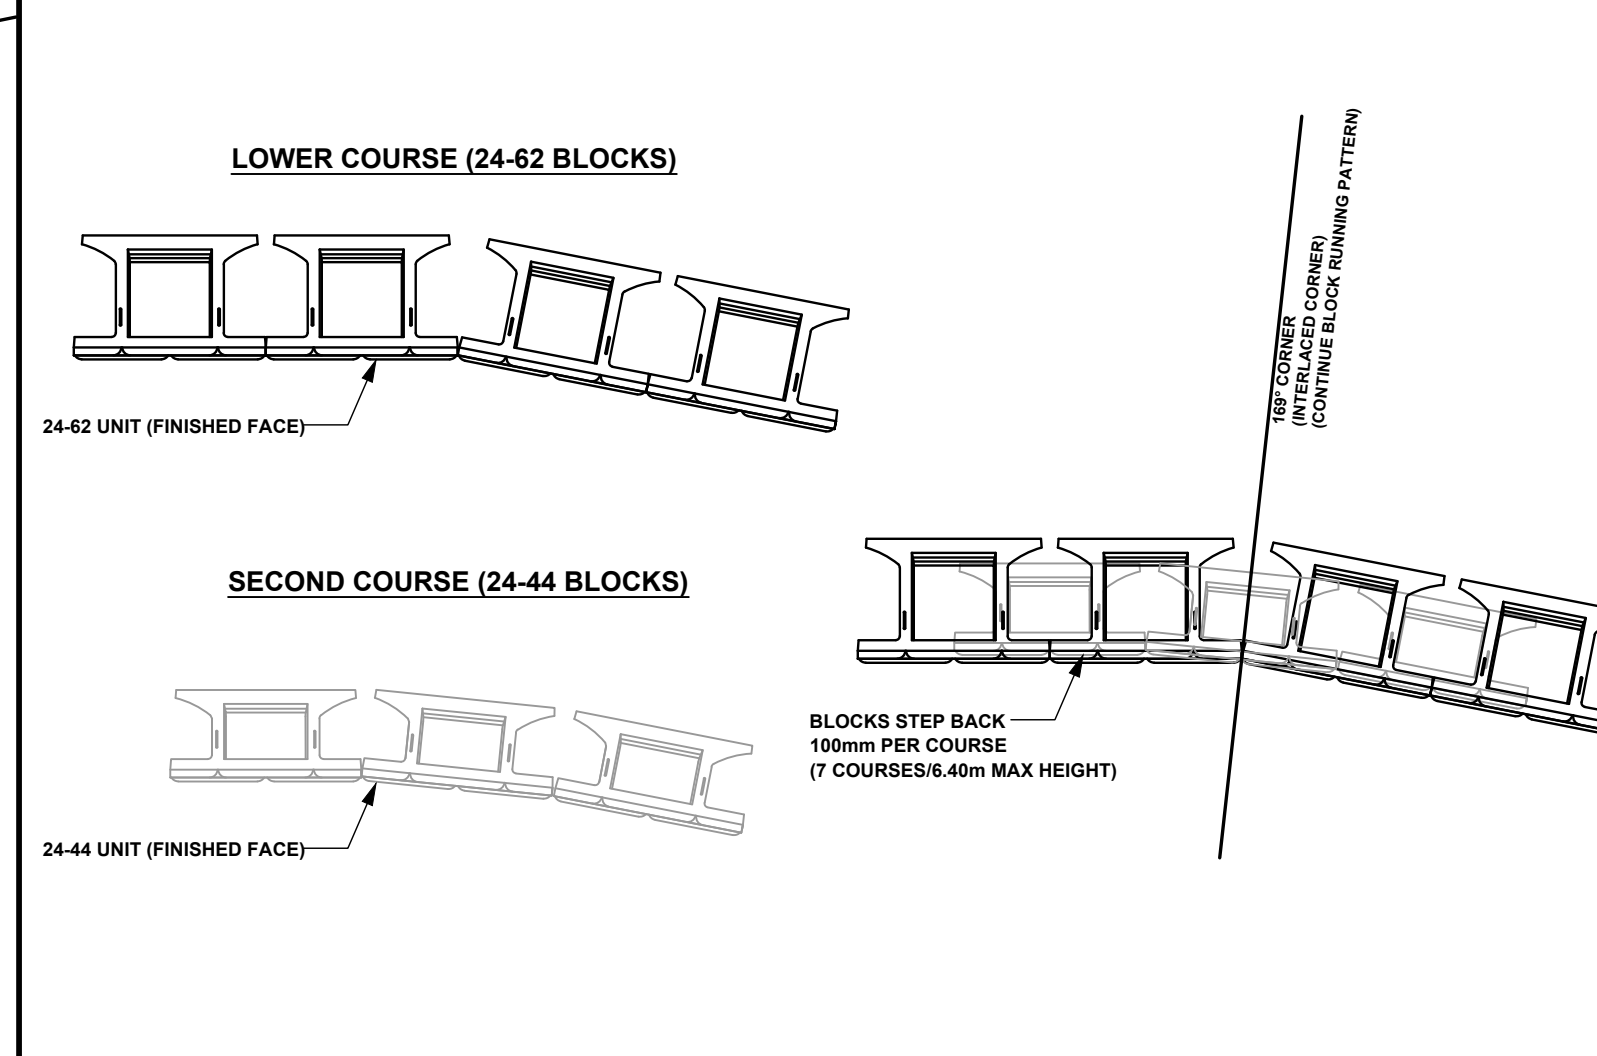 LOWER COURSE (24-62 BLOCKS)
24-62 UNIT (FINISHED FACE)
SECOND COURSE (24-44 BLOCKS)
24-44 UNIT (FINISHED FACE)
169° CORNER
(INTERLACED CORNER)
(CONTINUE BLOCK RUNNING PATTERN)
BLOCKS STEP BACK
100mm PER COURSE
(7 COURSES/6.40m MAX HEIGHT)